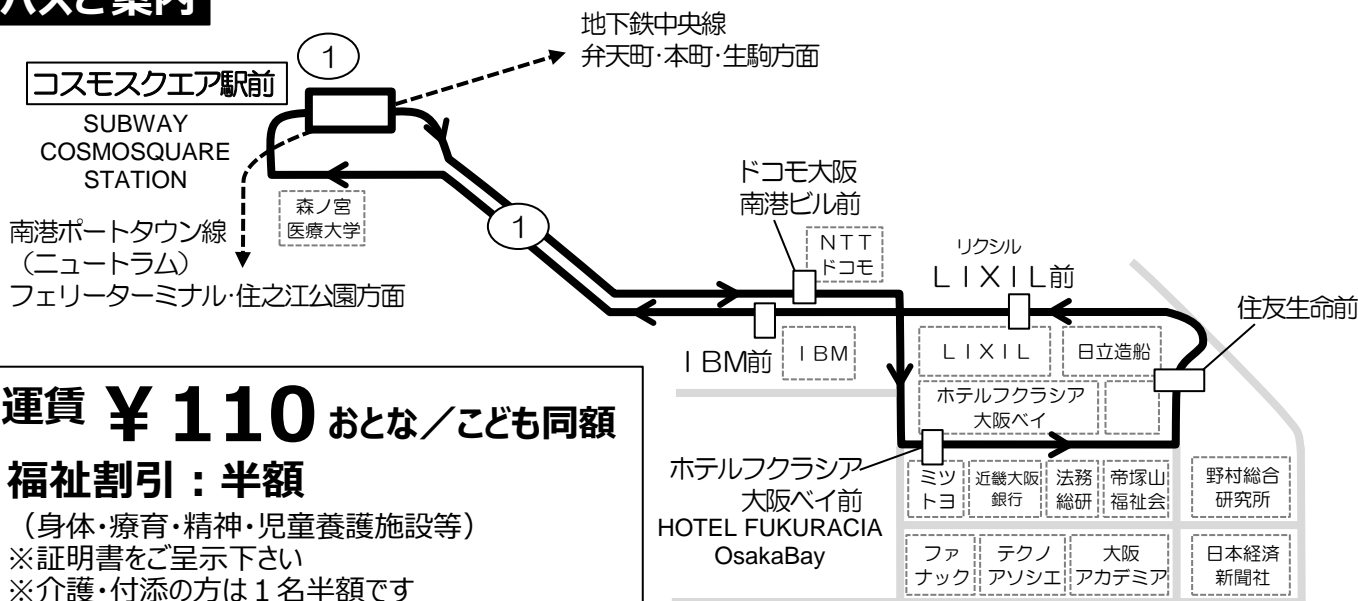 バスご案内
地下鉄中央線
弁天町・本町・生駒方面
①
コスモスクエア駅前
SUBWAY
COSMOSQUARE
STATION
森ノ宮
医療大学
南港ポートタウン線
（ニュートラム）
フェリーターミナル・住之江公園方面
①
ドコモ大阪
南港ビル前
NTT
ドコモ
リクシル
LIXIL前
住友生命前
IBM前
IBM
LIXIL
日立造船
ホテルフクラシア
大阪ベイ
ホテルフクラシア
大阪ベイ前
HOTEL FUKURACIA
OsakaBay
ミツ
トヨ
近畿大阪
銀行
法務
総研
帝塚山
福祉会
野村総合
研究所
ファ
ナック
テクノ
アソシエ
大阪
アカデミア
日本経済
新聞社
運賃 ￥110 おとな／こども同額
福祉割引：半額
（身体・療育・精神・児童養護施設等）
※証明書をご呈示下さい
※介護・付添の方は１名半額です